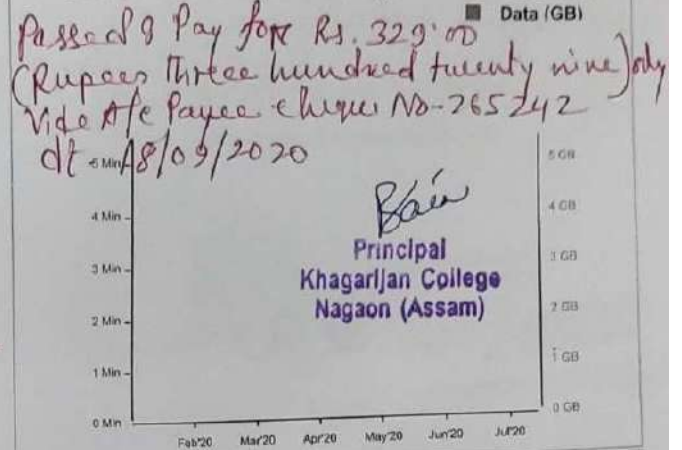 Data (GB)
Passed & Pay for Rs. 329.00
(Rupees Three hundred twenty nine) only
Vide A/c Payee Cheque No-265242
dt 18/09/2020
5 Min
5 GB
4 Min
4 GB
3 Min
3 GB
2 Min
2 GB
1 Min
1 GB
0 Min
0 GB
Principal
Khagarijan College
Nagaon (Assam)
Feb'20 Mar'20 Apr'20 May'20 Jun'20 Jul'20